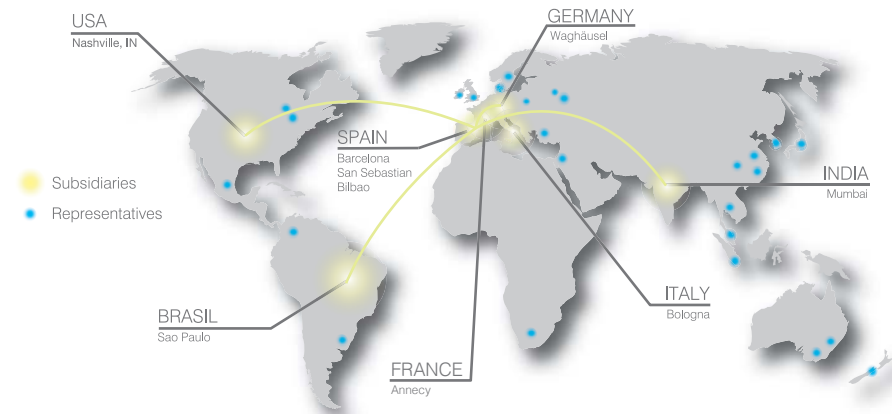 USA
Nashville, IN
GERMANY
Waghäusel
SPAIN
Barcelona
San Sebastian
Bilbao
INDIA
Mumbai
Subsidiaries
Representatives
ITALY
Bologna
BRASIL
Sao Paulo
FRANCE
Annecy